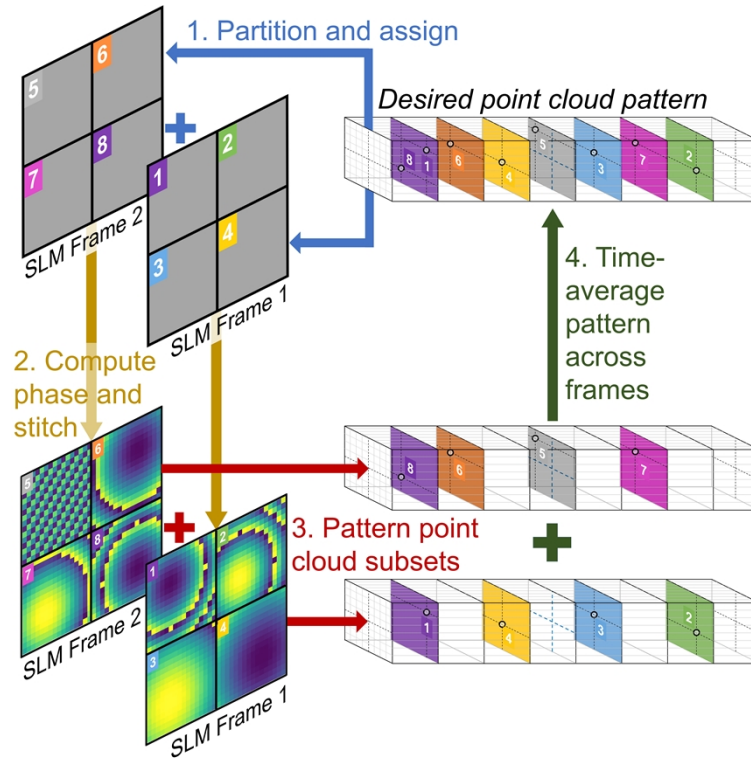 1. Partition and assign
5
6
7
8
SLM Frame 2
1
2
3
4
SLM Frame 1
Desired point cloud pattern
8
1
6
4
5
3
7
2
2. Compute
phase and
stitch
4. Time-
average
pattern
across
frames
5
6
7
8
SLM Frame 2
1
2
3
4
SLM Frame 1
3. Pattern point
cloud subsets
8
6
5
7
1
4
3
2